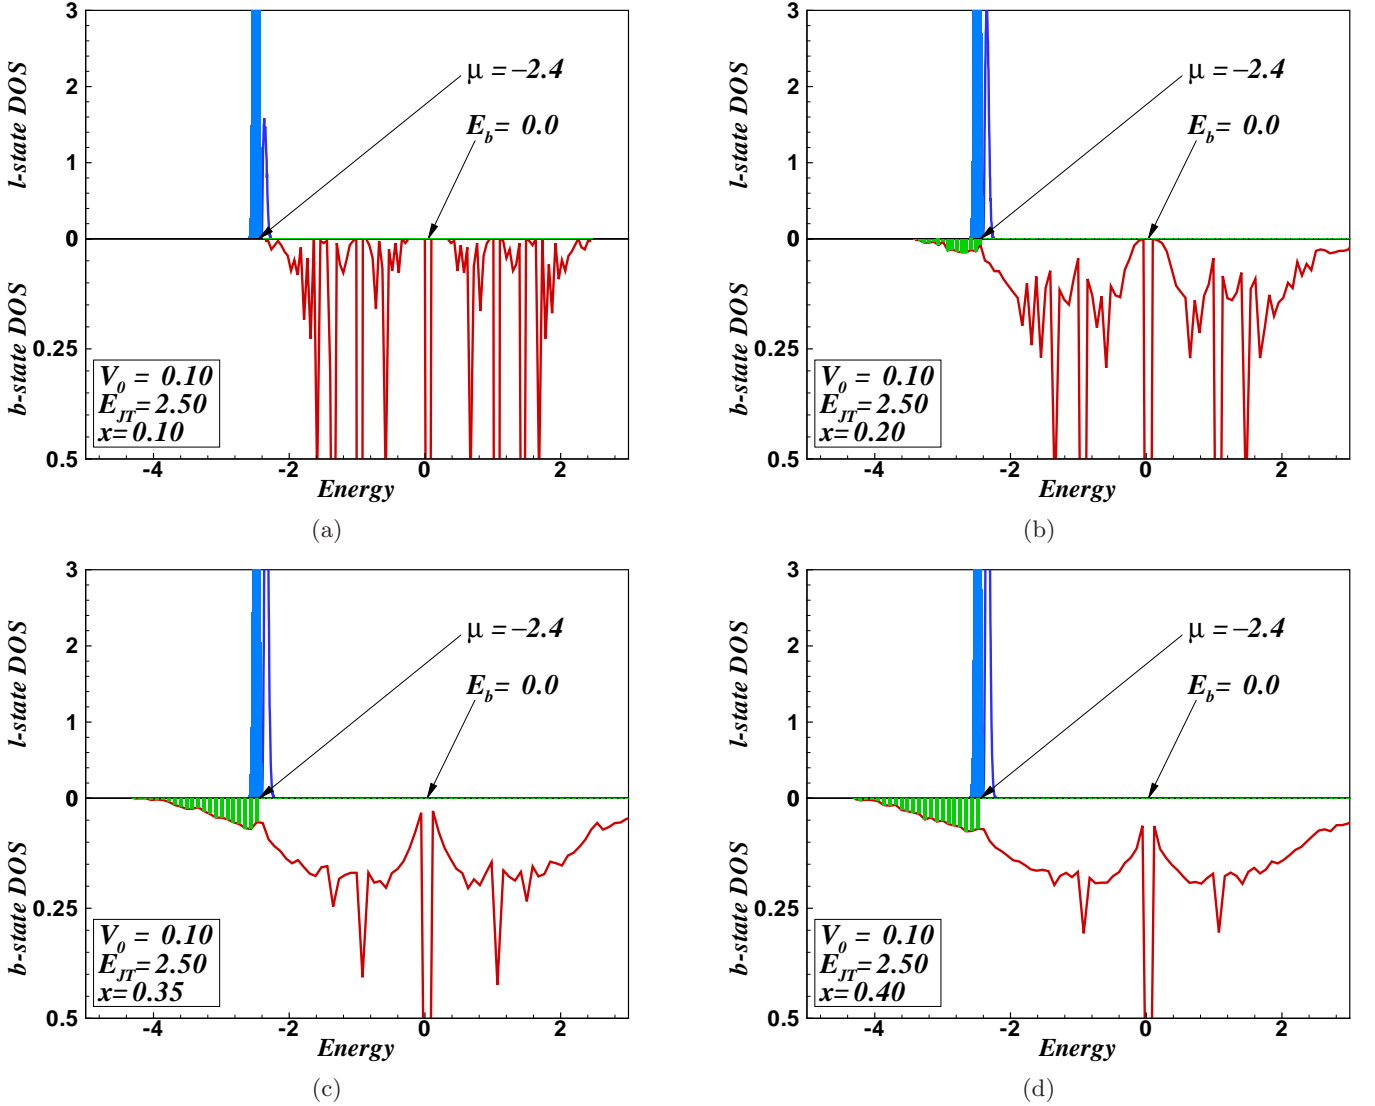 3
2
1
0
0.25
0.5
l-state DOS
b-state DOS
μ = −2.4
E_b = 0.0
V_0 = 0.10
E_JT = 2.50
x = 0.10
-4 -2 0 2
Energy
(a)
3
2
1
0
0.25
0.5
l-state DOS
b-state DOS
μ = −2.4
E_b = 0.0
V_0 = 0.10
E_JT = 2.50
x = 0.20
-4 -2 0 2
Energy
(b)
3
2
1
0
0.25
0.5
l-state DOS
b-state DOS
μ = −2.4
E_b = 0.0
V_0 = 0.10
E_JT = 2.50
x = 0.35
-4 -2 0 2
Energy
(c)
3
2
1
0
0.25
0.5
l-state DOS
b-state DOS
μ = −2.4
E_b = 0.0
V_0 = 0.10
E_JT = 2.50
x = 0.40
-4 -2 0 2
Energy
(d)